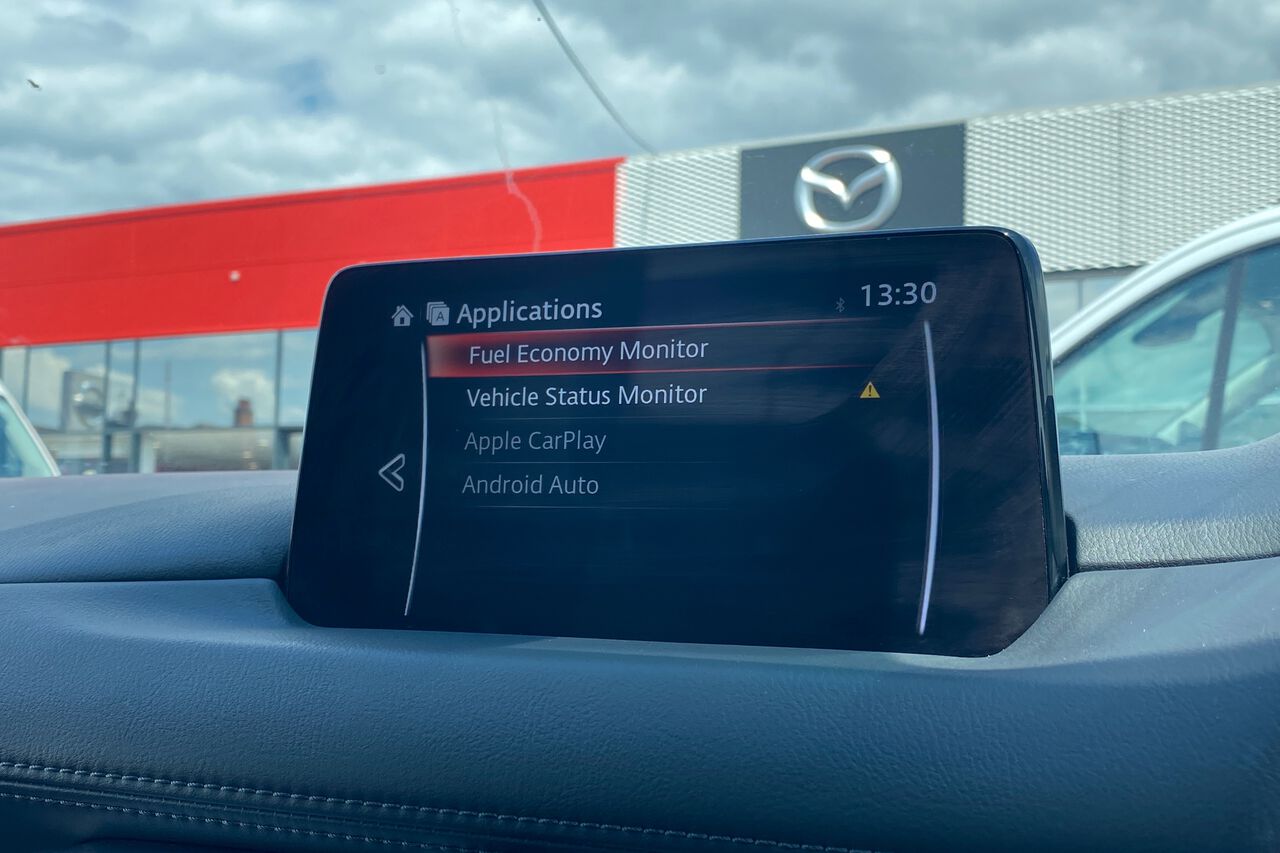 Applications
13:30
Fuel Economy Monitor
Vehicle Status Monitor
Apple CarPlay
Android Auto